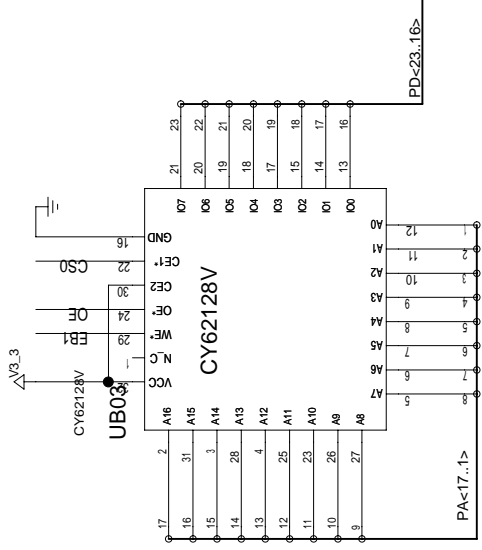 PD<23..16>
23 22 21 20 19 18 17 16
21 20 19 18 17 15 14 13
IO7 IO6 IO5 IO4 IO3 IO2 IO1 IO0
GND 16
CE1* 22 CS0
CE2 30
OE* 24 OE
WE* 29 EB1
N_C 1
VCC 32
V3_3
CY62128V
CY62128V
UB03
A0 12 1
A1 11 2
A2 10 3
A3 9 4
A4 8 5
A5 7 6
A6 6 7
A7 5 8
A16 A15 A14 A13 A12 A11 A10 A9 A8
2 31 3 28 4 25 23 26 27
17 16 15 14 13 12 11 10 9
PA<17..1>